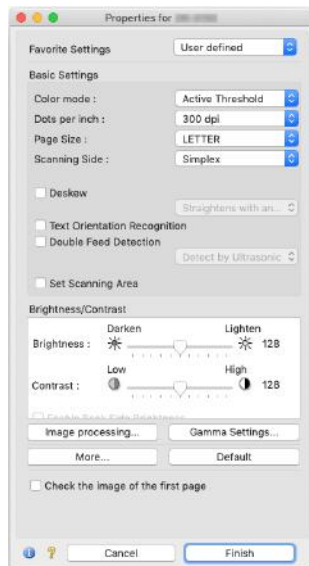 Properties for
Favorite Settings User defined
Basic Settings
Color mode : Active Threshold
Dots per inch : 300 dpi
Page Size : LETTER
Scanning Side : Simplex
Deskew
Straightens with an...
Text Orientation Recognition
Double Feed Detection
Detect by Ultrasonic
Set Scanning Area
Brightness/Contrast
Darken Lighten
Brightness : 128
Low High
Contrast : 128
Image processing... Gamma Settings...
More... Default
Check the image of the first page
Cancel Finish